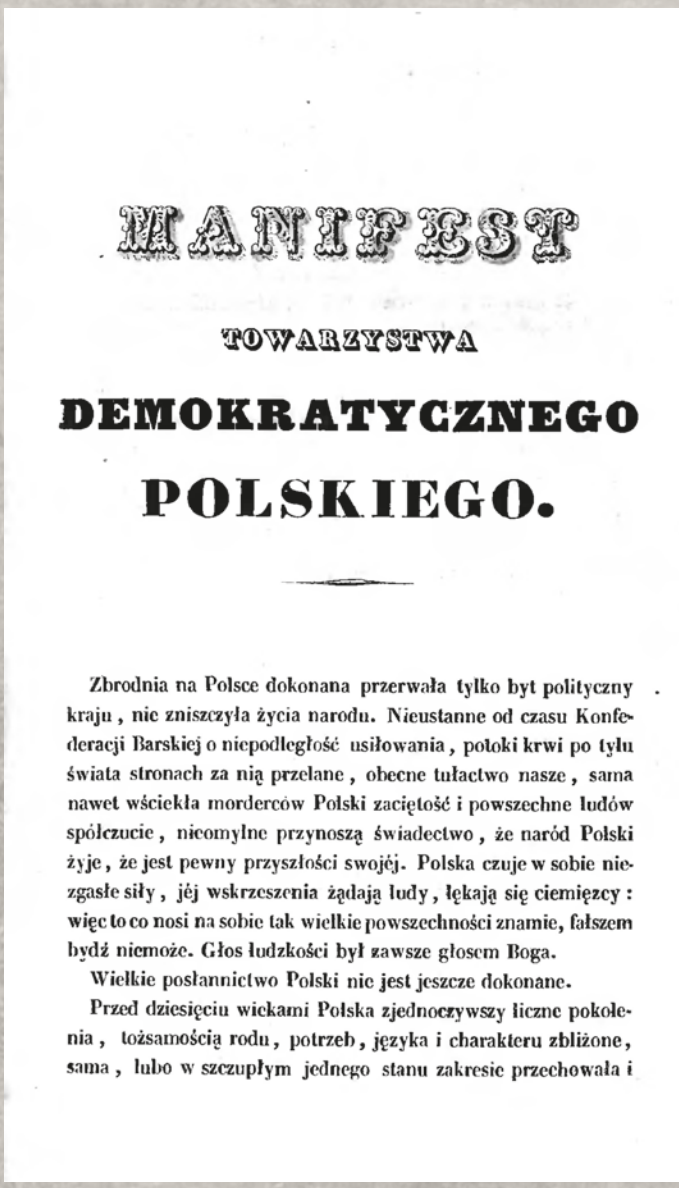 MANIFEST
TOWARZYSTWA
DEMOKRATYCZNEGO
POLSKIEGO.
Zbrodnia na Polsce dokonana przerwała tylko byt polityczny
kraju, nie zniszczyła życia narodu. Nieustanne od czasu Konfe-
deracji Barskiej o niepodległość usiłowania, potoki krwi po tylu
świata stronach za nią przelane, obecne tułactwo nasze, sama
nawet wściekła morderców Polski zaciętość i powszechne ludów
spółczucie, nieomylne przynoszą świadectwo, że naród Polski
żyje, że jest pewny przyszłości swojéj. Polska czuje w sobie nie-
zgasłe siły, jéj wskrzeszenia żądają ludy, lękają się ciemięzcy :
więc to co nosi na sobie tak wielkie powszechności znamie, fałszem
bydź niemoże. Głos ludzkości był zawsze głosem Boga.
Wielkie posłannictwo Polski nie jest jeszcze dokonane.
Przed dziesięciu wiekami Polska zjednoczywszy liczne pokole-
nia, tożsamością rodu, potrzeb, języka i charakteru zbliżone,
sama, lubo w szczupłym jednego stanu zakresie przechowała i